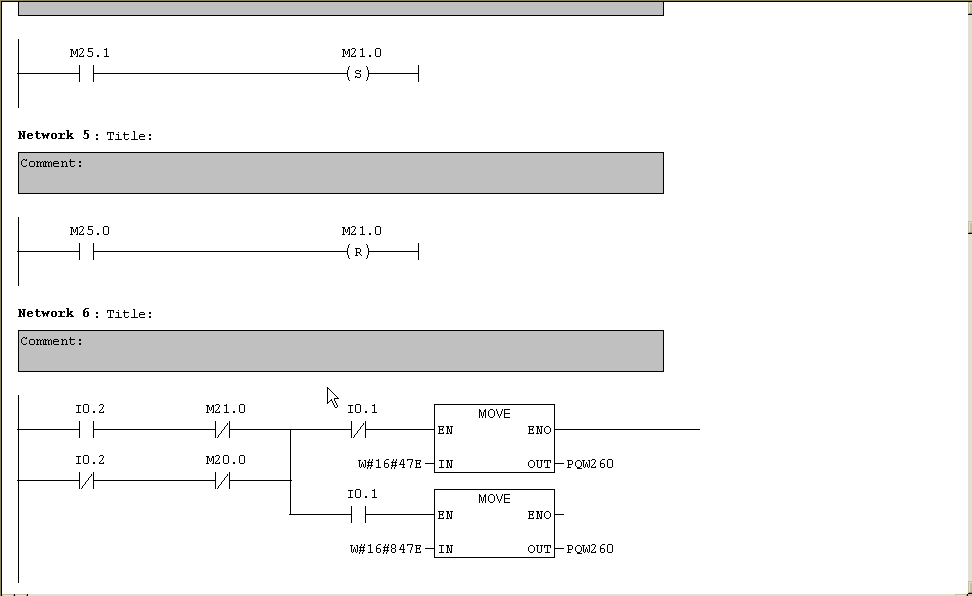 M25.1 M21.0
( S )
Network 5 : Title:
Comment:
M25.0 M21.0
( R )
Network 6 : Title:
Comment:
I0.2 M21.0 I0.1
MOVE
EN ENO
W#16#47E IN OUT PQW260
I0.2 M20.0
I0.1
MOVE
EN ENO
W#16#847E IN OUT PQW260